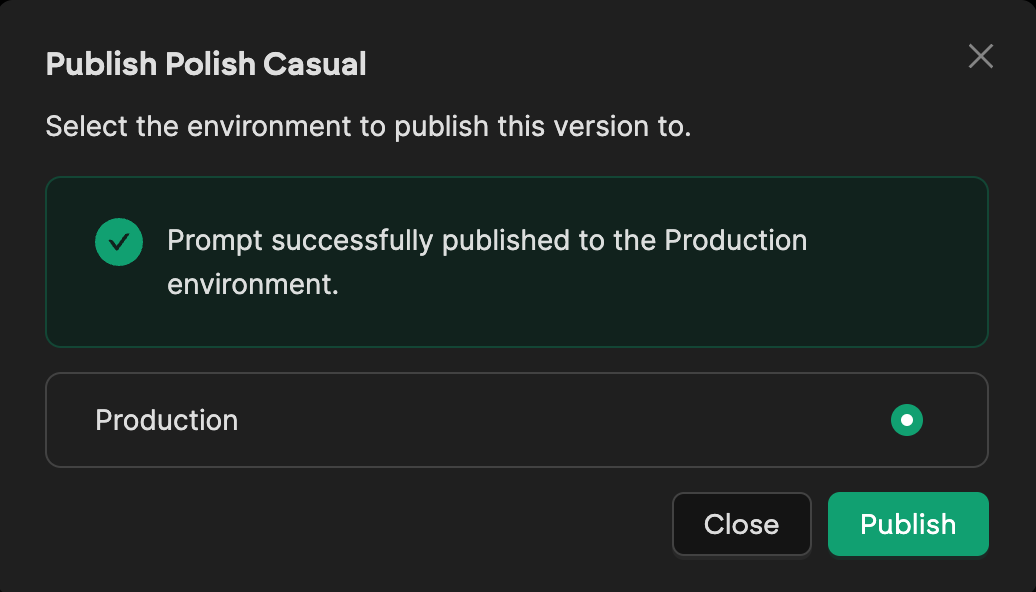 Publish Polish Casual
Select the environment to publish this version to.
Prompt successfully published to the Production
environment.
Production
Close
Publish